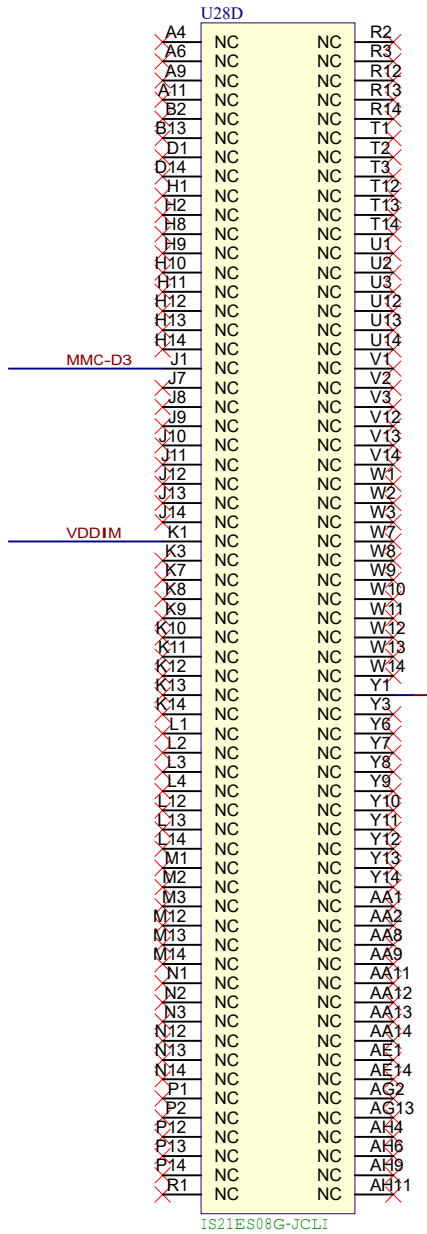 U28D
A4 NC NC R2
A6 NC NC R3
A9 NC NC R12
A11 NC NC R13
B2 NC NC R14
B13 NC NC T1
D1 NC NC T2
D14 NC NC T3
H1 NC NC T12
H2 NC NC T13
H8 NC NC T14
H9 NC NC U1
H10 NC NC U2
H11 NC NC U3
H12 NC NC U12
H13 NC NC U13
H14 NC NC U14
MMC-D3 J1 NC NC V1
J7 NC NC V2
J8 NC NC V3
J9 NC NC V12
J10 NC NC V13
J11 NC NC V14
J12 NC NC W1
J13 NC NC W2
J14 NC NC W3
VDDIM K1 NC NC W7
K3 NC NC W8
K7 NC NC W9
K8 NC NC W10
K9 NC NC W11
K10 NC NC W12
K11 NC NC W13
K12 NC NC W14
K13 NC NC Y1
K14 NC NC Y3
L1 NC NC Y6
L2 NC NC Y7
L3 NC NC Y8
L4 NC NC Y9
L12 NC NC Y10
L13 NC NC Y11
L14 NC NC Y12
M1 NC NC Y13
M2 NC NC Y14
M3 NC NC AA1
M12 NC NC AA2
M13 NC NC AA8
M14 NC NC AA9
N1 NC NC AA11
N2 NC NC AA12
N3 NC NC AA13
N12 NC NC AA14
N13 NC NC AE1
N14 NC NC AE14
P1 NC NC AG2
P2 NC NC AG13
P12 NC NC AH4
P13 NC NC AH6
P14 NC NC AH9
R1 NC NC AH11
IS21ES08G-JCLI